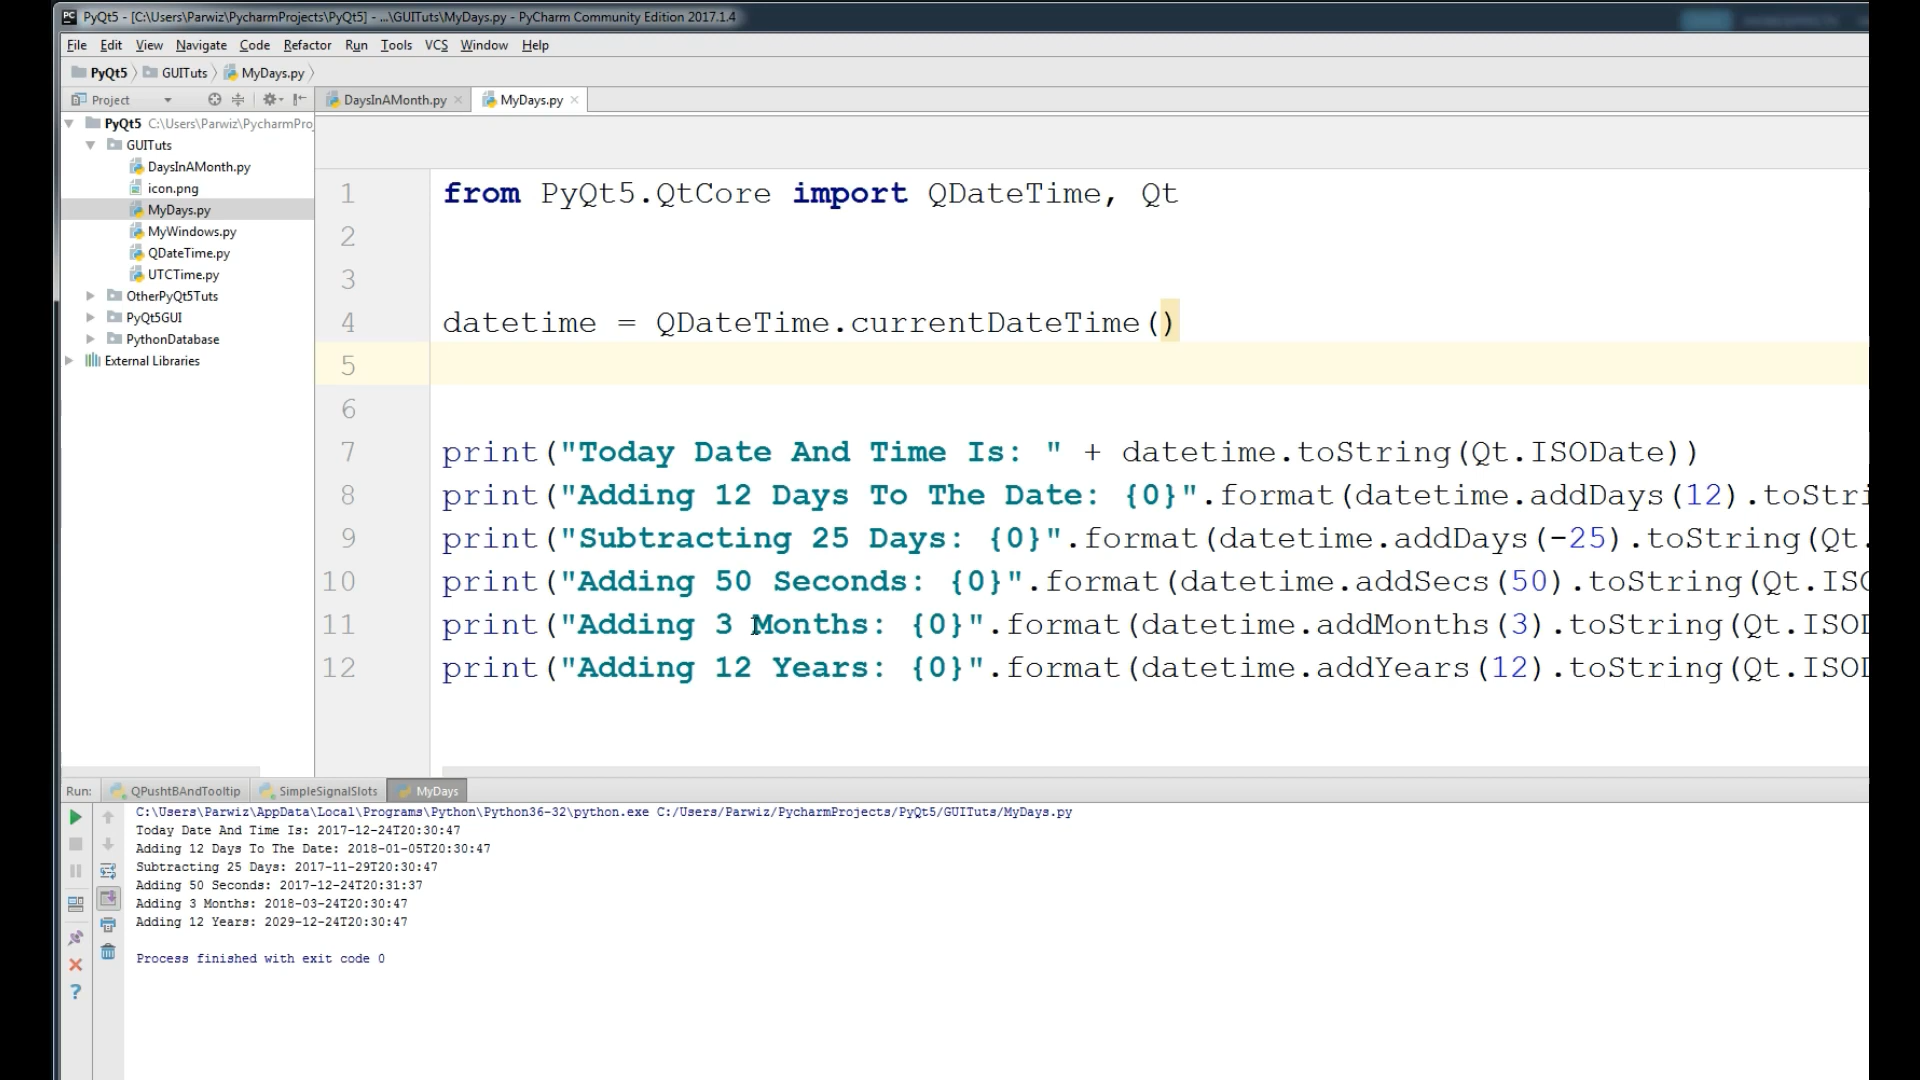 PyQt5 - [C:\Users\Parwiz\PycharmProjects\PyQt5] - ...\GUITuts\MyDays.py - PyCharm Community Edition 2017.1.4
File Edit View Navigate Code Refactor Run Tools VCS Window Help
PyQt5 GUITuts MyDays.py
Project DaysInAMonth.py MyDays.py
PyQt5 C:\Users\Parwiz\PycharmProj
GUITuts
DaysInAMonth.py
icon.png
MyDays.py
MyWindows.py
QDateTime.py
UTCTime.py
OtherPyQt5Tuts
PyQt5GUI
PythonDatabase
External Libraries
1 from PyQt5.QtCore import QDateTime, Qt
2
3
4 datetime = QDateTime.currentDateTime()
5
6
7 print("Today Date And Time Is: " + datetime.toString(Qt.ISODate))
8 print("Adding 12 Days To The Date: {0}".format(datetime.addDays(12).toStri
9 print("Subtracting 25 Days: {0}".format(datetime.addDays(-25).toString(Qt.
10 print("Adding 50 Seconds: {0}".format(datetime.addSecs(50).toString(Qt.ISO
11 print("Adding 3 Months: {0}".format(datetime.addMonths(3).toString(Qt.ISOD
12 print("Adding 12 Years: {0}".format(datetime.addYears(12).toString(Qt.ISOD
Run: QPushtBAndTooltip SimpleSignalSlots MyDays
C:\Users\Parwiz\AppData\Local\Programs\Python\Python36-32\python.exe C:/Users/Parwiz/PycharmProjects/PyQt5/GUITuts/MyDays.py
Today Date And Time Is: 2017-12-24T20:30:47
Adding 12 Days To The Date: 2018-01-05T20:30:47
Subtracting 25 Days: 2017-11-29T20:30:47
Adding 50 Seconds: 2017-12-24T20:31:37
Adding 3 Months: 2018-03-24T20:30:47
Adding 12 Years: 2029-12-24T20:30:47
Process finished with exit code 0